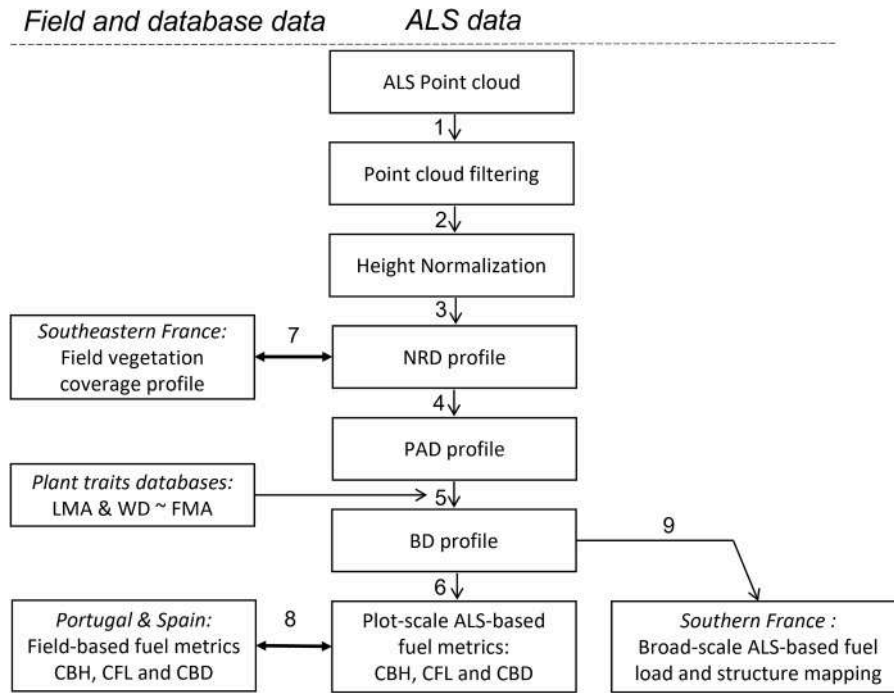 Field and database data
ALS data
ALS Point cloud
1
Point cloud filtering
2
Height Normalization
3
Southeastern France:
Field vegetation
coverage profile
7
NRD profile
4
PAD profile
Plant traits databases:
LMA & WD ~ FMA
5
BD profile
9
6
Portugal & Spain:
Field-based fuel metrics
CBH, CFL and CBD
8
Plot-scale ALS-based
fuel metrics:
CBH, CFL and CBD
Southern France :
Broad-scale ALS-based fuel
load and structure mapping